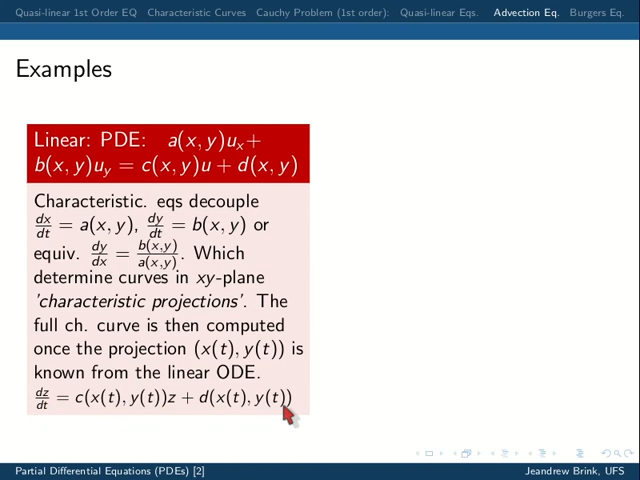 Quasi-linear 1st Order EQ Characteristic Curves Cauchy Problem (1st order): Quasi-linear Eqs. Advection Eq. Burgers Eq.
Examples
Linear: PDE: a(x, y)uₓ+
b(x, y)u_y = c(x, y)u + d(x, y)
Characteristic. eqs decouple
dx/dt = a(x, y), dy/dt = b(x, y) or
equiv. dy/dx = b(x,y)/a(x,y). Which
determine curves in xy-plane
'characteristic projections'. The
full ch. curve is then computed
once the projection (x(t), y(t)) is
known from the linear ODE.
dz/dt = c(x(t), y(t))z + d(x(t), y(t))
Partial Differential Equations (PDEs) [2] Jeandrew Brink, UFS